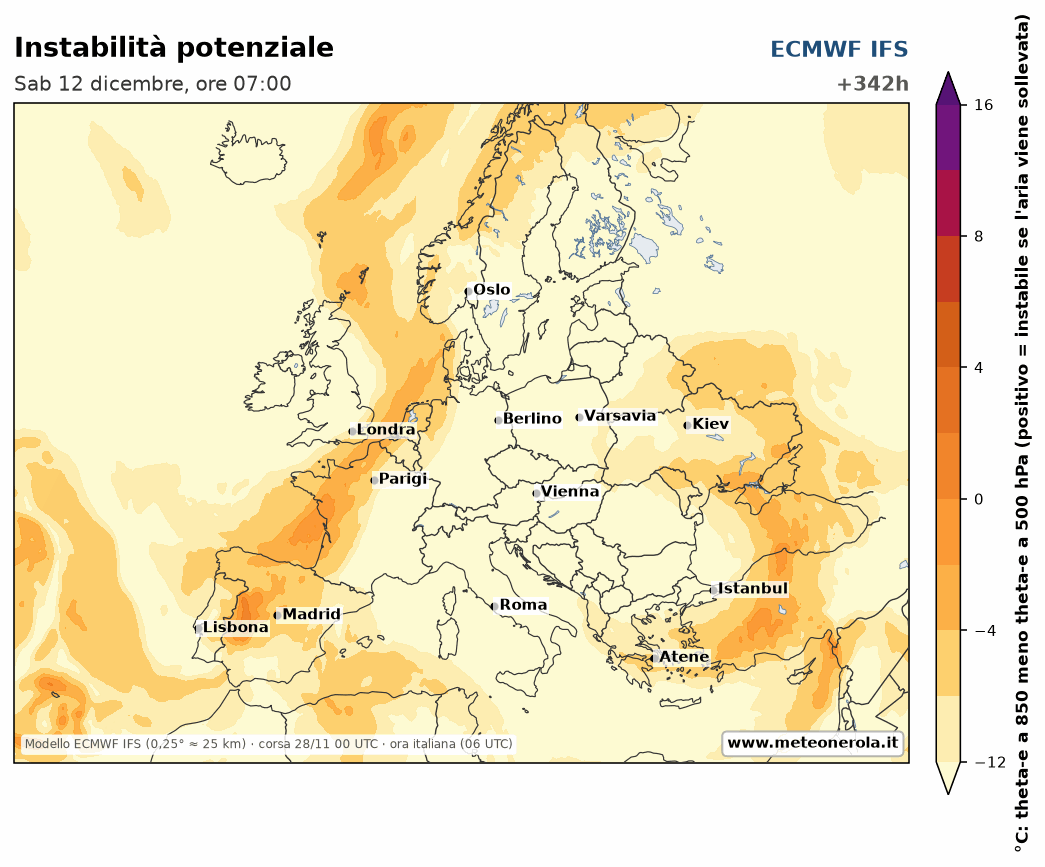 Instabilità potenziale
ECMWF IFS
Sab 12 dicembre, ore 07:00
+342h
Oslo
Berlino
Varsavia
Kiev
Londra
Parigi
Vienna
Istanbul
Roma
Madrid
Lisbona
Atene
Modello ECMWF IFS (0,25° ≈ 25 km) · corsa 28/11 00 UTC · ora italiana (06 UTC)
www.meteonerola.it
16
8
4
0
−4
−12
°C: theta-e a 850 meno theta-e a 500 hPa (positivo = instabile se l'aria viene sollevata)